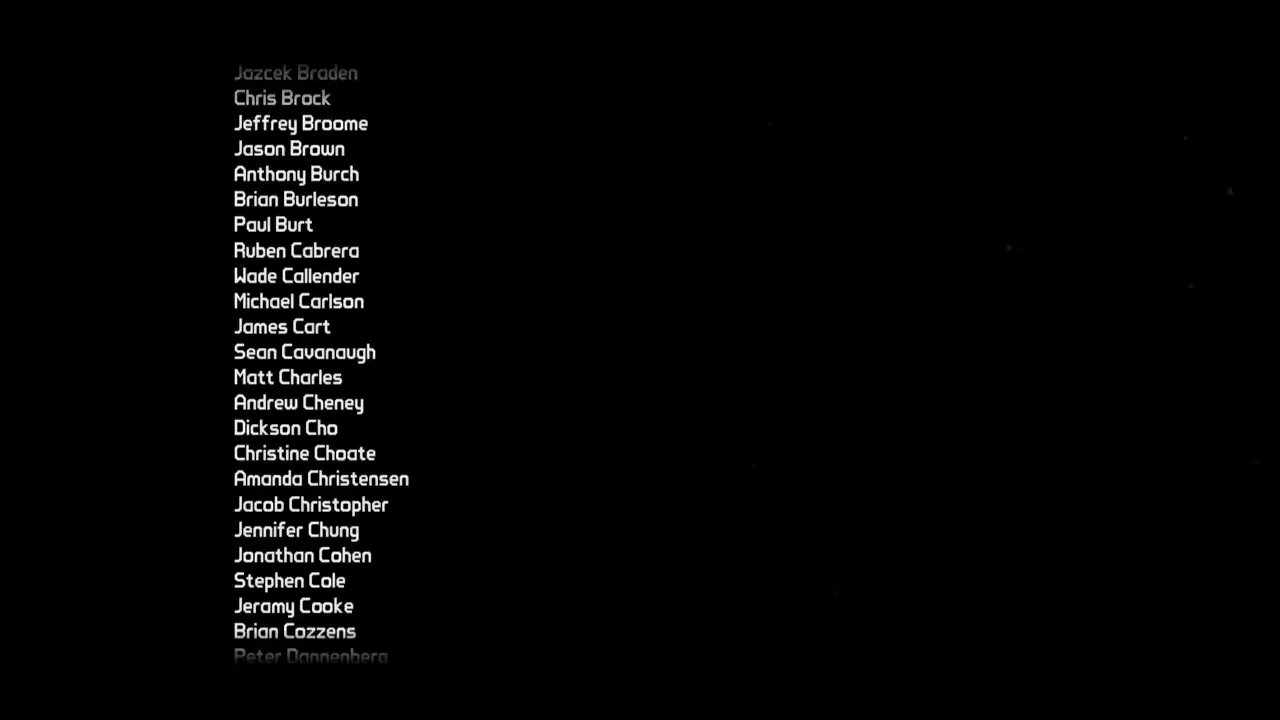 Jazcek Braden
Chris Brock
Jeffrey Broome
Jason Brown
Anthony Burch
Brian Burleson
Paul Burt
Ruben Cabrera
Wade Callender
Michael Carlson
James Cart
Sean Cavanaugh
Matt Charles
Andrew Cheney
Dickson Cho
Christine Choate
Amanda Christensen
Jacob Christopher
Jennifer Chung
Jonathan Cohen
Stephen Cole
Jeramy Cooke
Brian Cozzens
Peter Dannenberg